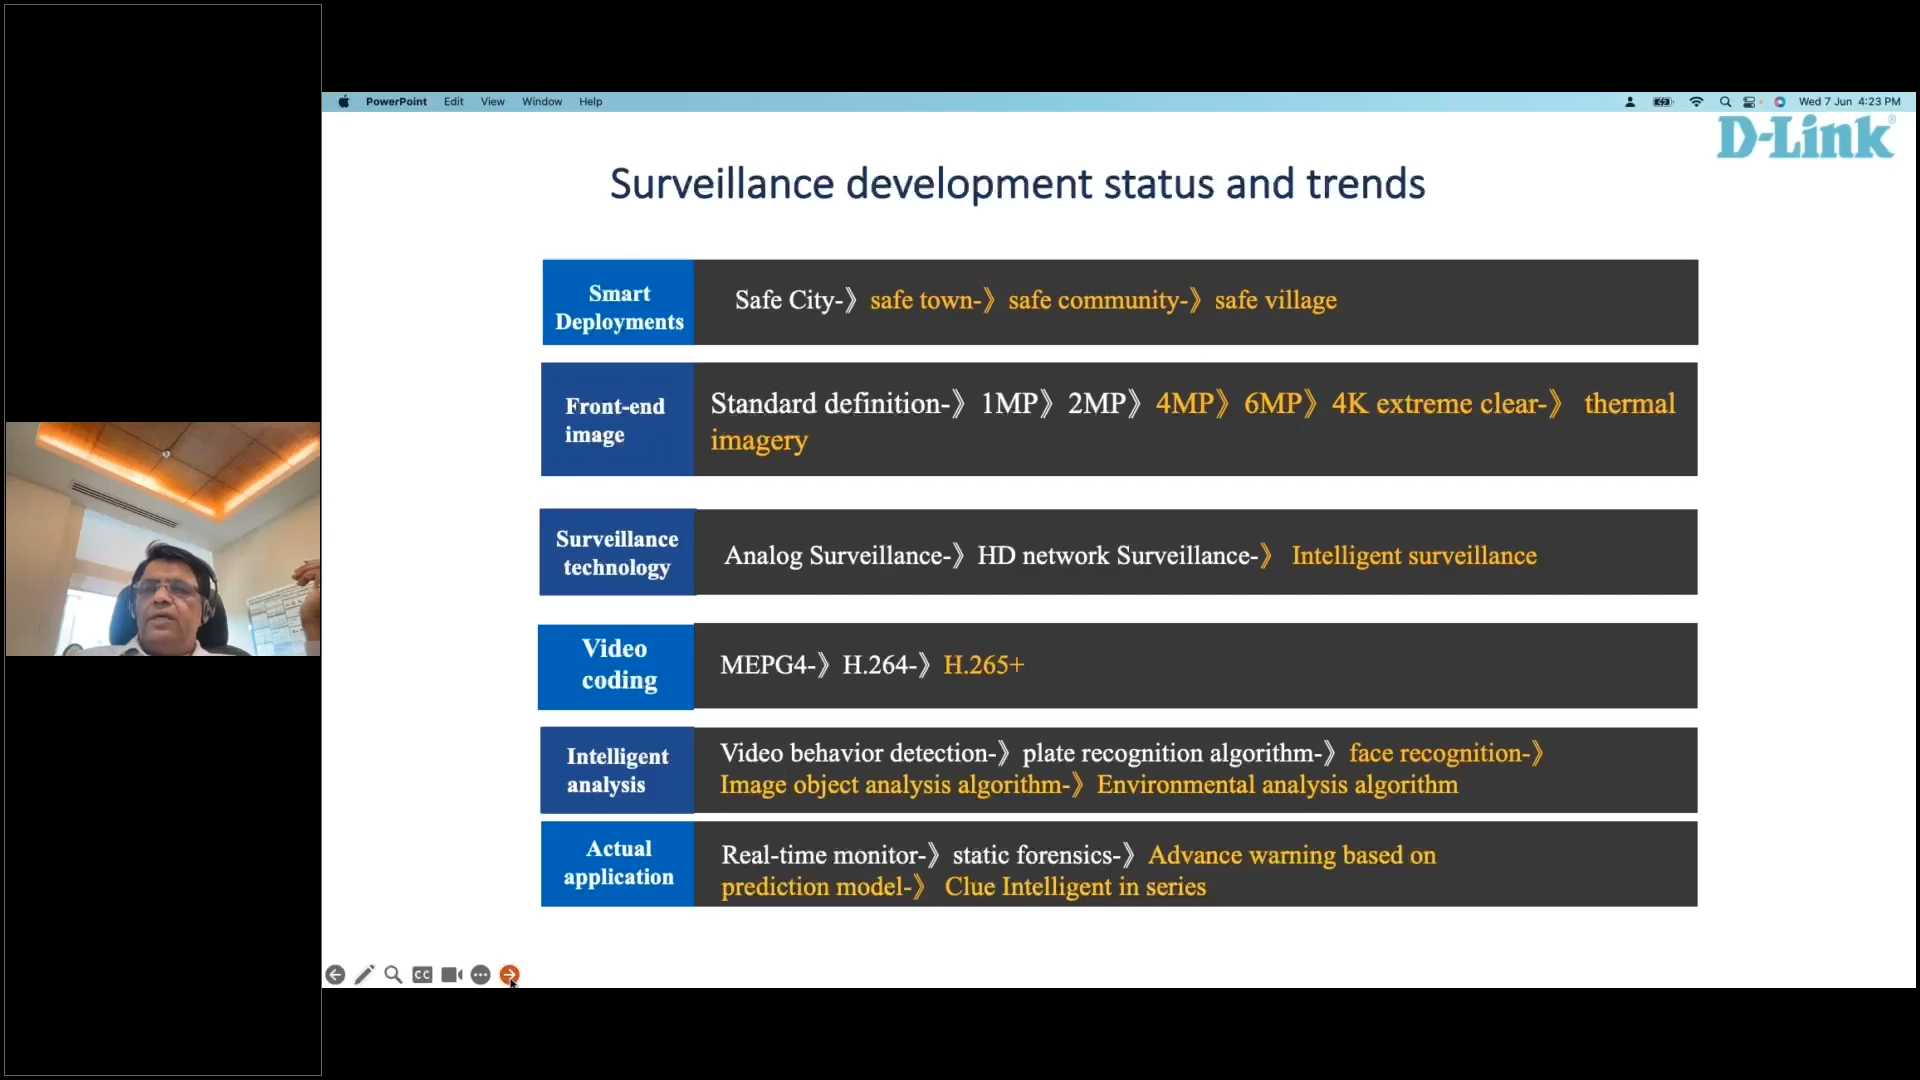 PowerPoint Edit View Window Help
Wed 7 Jun 4:23 PM
D-Link®
Surveillance development status and trends
Smart
Deployments
Safe City-》safe town-》safe community-》safe village
Front-end
image
Standard definition-》1MP》2MP》4MP》6MP》4K extreme clear-》 thermal
imagery
Surveillance
technology
Analog Surveillance-》HD network Surveillance-》 Intelligent surveillance
Video
coding
MEPG4-》H.264-》H.265+
Intelligent
analysis
Video behavior detection-》plate recognition algorithm-》face recognition-》
Image object analysis algorithm-》Environmental analysis algorithm
Actual
application
Real-time monitor-》static forensics-》Advance warning based on
prediction model-》 Clue Intelligent in series
CC